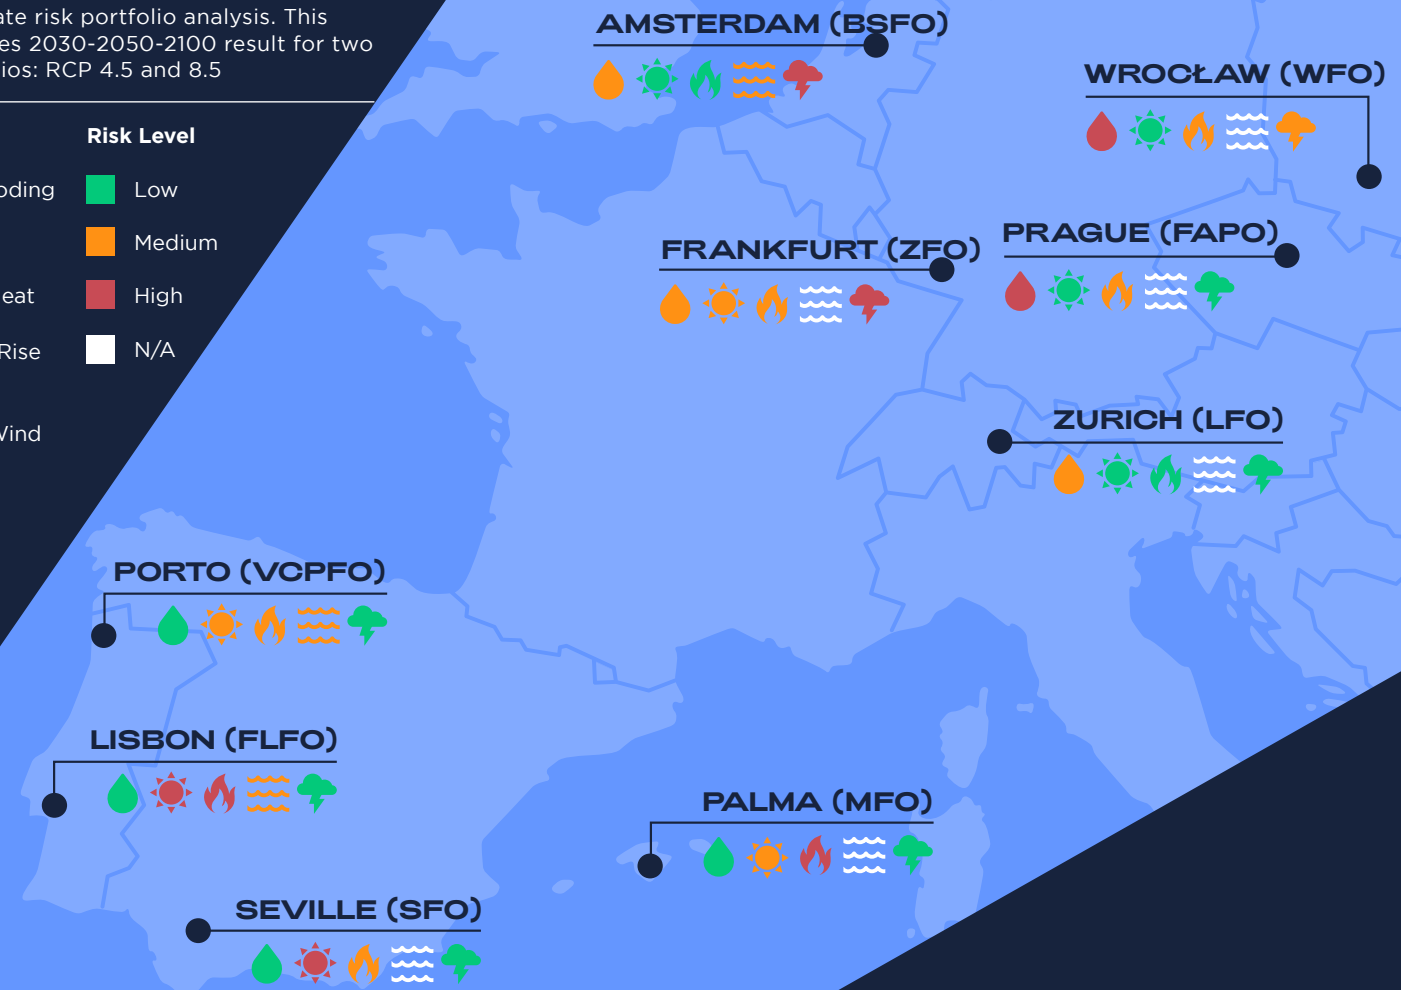 ate risk portfolio analysis. This
es 2030-2050-2100 result for two
ios: RCP 4.5 and 8.5
Risk Level
oding
Low
Medium
eat
High
Rise
N/A
Wind
AMSTERDAM (BSFO)
WROCŁAW (WFO)
FRANKFURT (ZFO)
PRAGUE (FAPO)
ZURICH (LFO)
PORTO (VCPFO)
LISBON (FLFO)
PALMA (MFO)
SEVILLE (SFO)